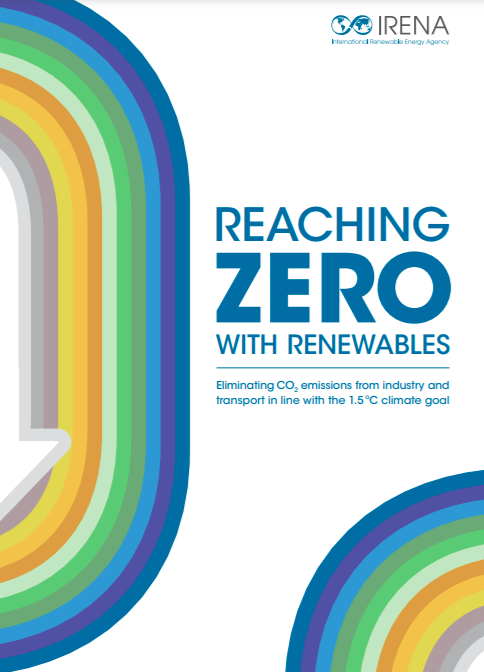 IRENA
International Renewable Energy Agency
REACHING
ZERO
WITH RENEWABLES
Eliminating CO₂ emissions from industry and
transport in line with the 1.5°C climate goal